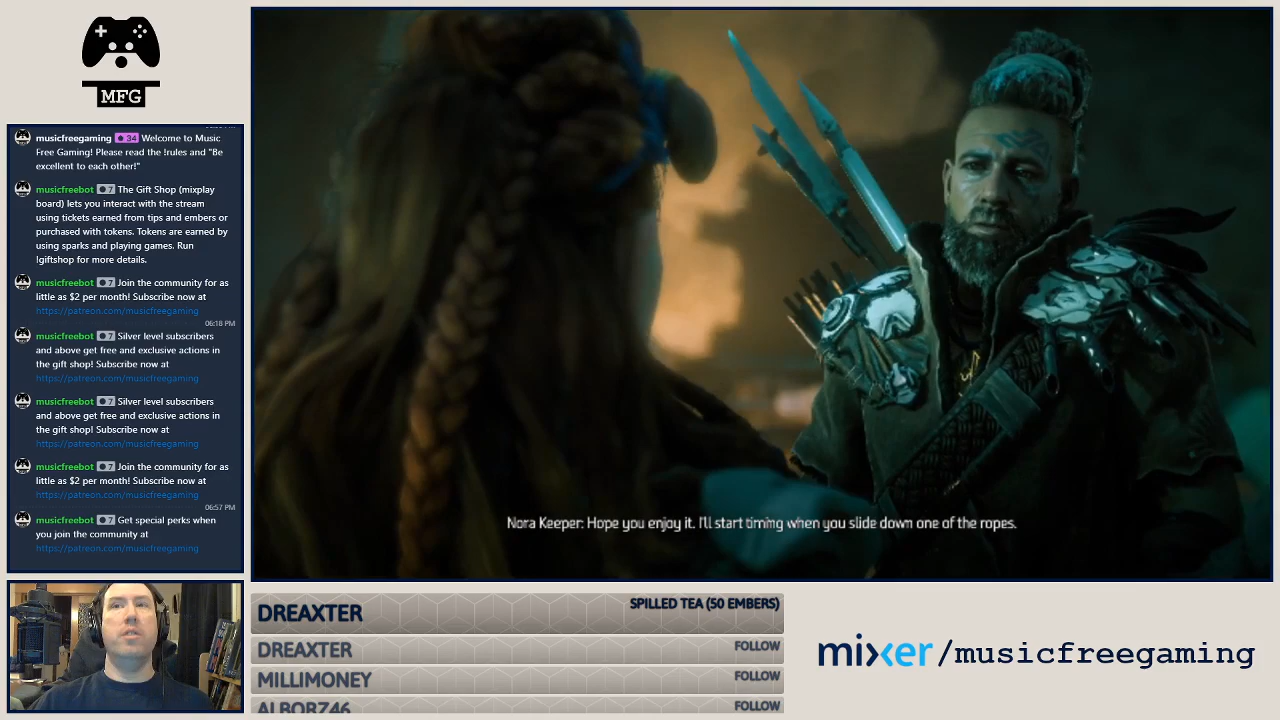 MFG
musicfreegaming 34 Welcome to Music
Free Gaming! Please read the !rules and "Be
excellent to each other!"
musicfreebot 7 The Gift Shop (mixplay
board) lets you interact with the stream
using tickets earned from tips and embers or
purchased with tokens. Tokens are earned by
using sparks and playing games. Run
!giftshop for more details.
musicfreebot 7 Join the community for as
little as $2 per month! Subscribe now at
https://patreon.com/musicfreegaming
06:18 PM
musicfreebot 7 Silver level subscribers
and above get free and exclusive actions in
the gift shop! Subscribe now at
https://patreon.com/musicfreegaming
musicfreebot 7 Silver level subscribers
and above get free and exclusive actions in
the gift shop! Subscribe now at
https://patreon.com/musicfreegaming
musicfreebot 7 Join the community for as
little as $2 per month! Subscribe now at
https://patreon.com/musicfreegaming
06:57 PM
musicfreebot 7 Get special perks when
you join the community at
https://patreon.com/musicfreegaming
Nora Keeper: Hope you enjoy it. I'll start timing when you slide down one of the ropes.
DREAXTER SPILLED TEA (50 EMBERS)
DREAXTER FOLLOW
MILLIMONEY FOLLOW
ALBORZ46 FOLLOW
mixer/musicfreegaming